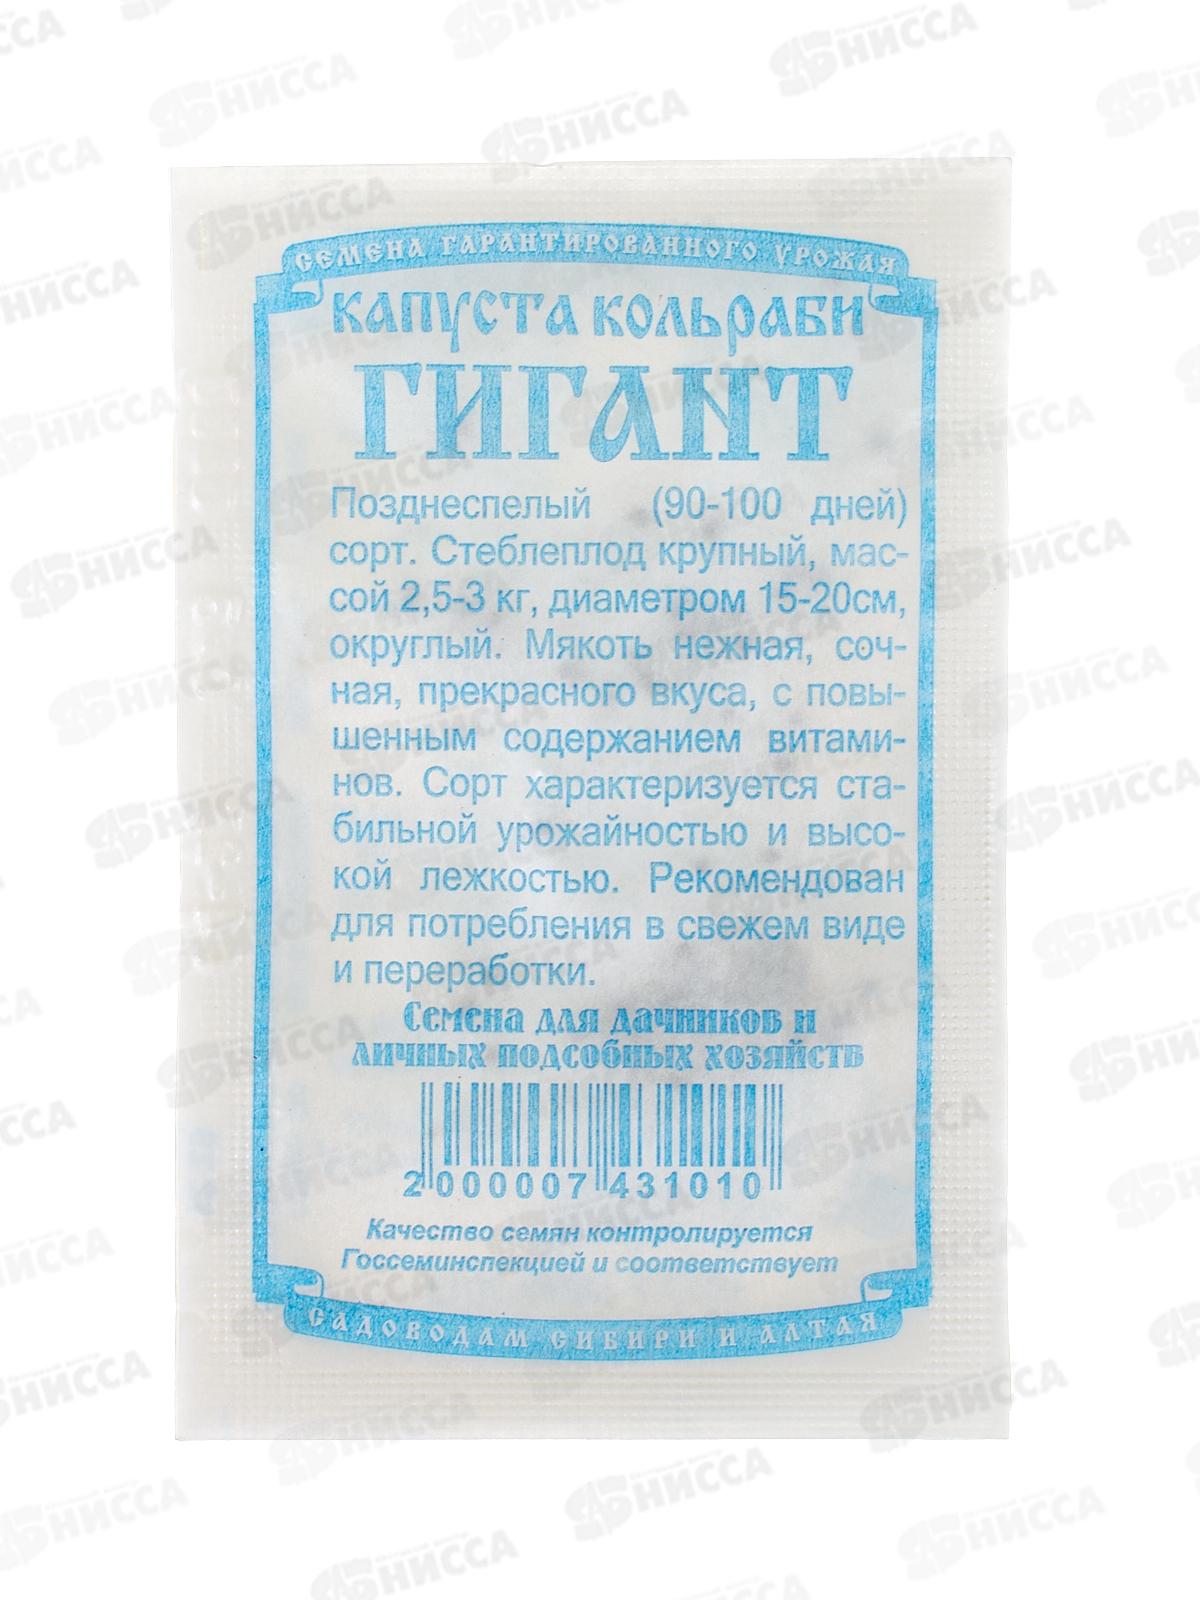 СЕМЕНА ГАРАНТИРОВАННОГО УРОЖАЯ
КАПУСТА КОЛЬРАБИ
ГИГАНТ
Позднеспелый (90-100 дней)
сорт. Стеблеплод крупный, мас-
сой 2,5-3 кг, диаметром 15-20см,
округлый. Мякоть нежная, соч-
ная, прекрасного вкуса, с повы-
шенным содержанием витами-
нов. Сорт характеризуется ста-
бильной урожайностью и высо-
кой лежкостью. Рекомендован
для потребления в свежем виде
и переработки.
Семена для дачников и
личных подсобных хозяйств
2 000007 431010
Качество семян контролируется
Госсеминспекцией и соответствует
САДОВОДАМ СИБИРИ И АЛТАЯ